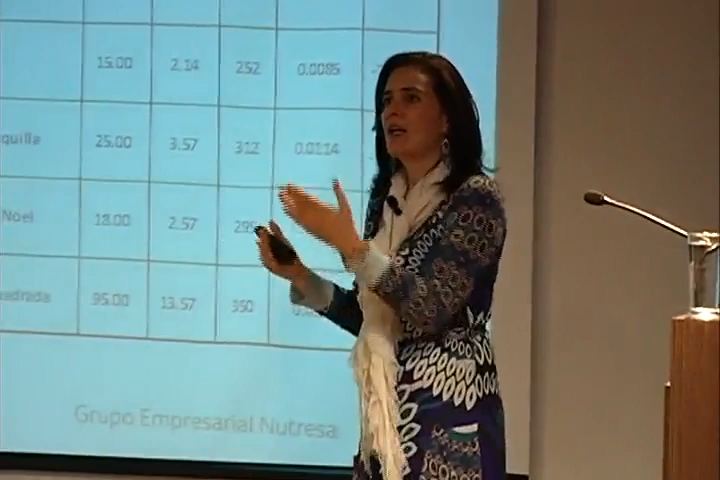 15.00 2.14 252 0.0085
quilla 25.00 3.57 312 0.0114
Noel 18.00 2.57
adrada 95.00 13.57 350
Grupo Empresarial Nutresa